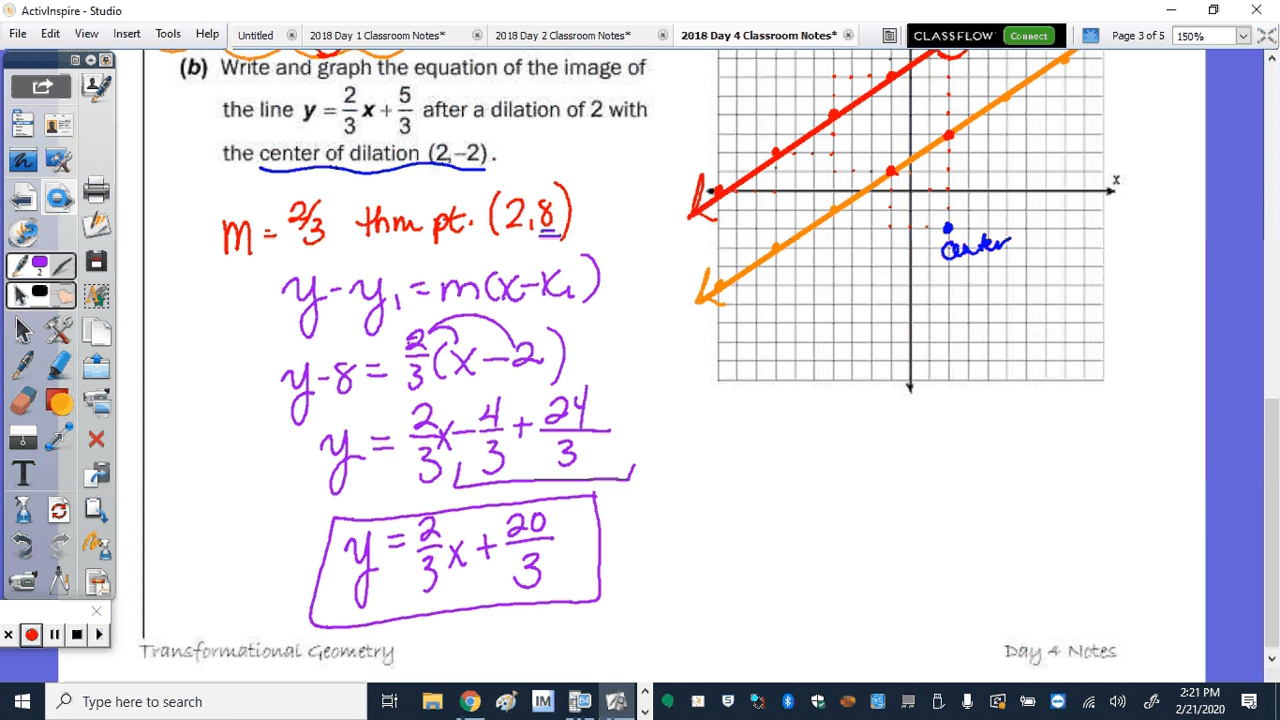 ActivInspire - Studio
File Edit View Insert Tools Help
Untitled
2018 Day 1 Classroom Notes*
2018 Day 2 Classroom Notes*
2018 Day 4 Classroom Notes*
CLASSFLOW Connect
Page 3 of 5
150%
(b) Write and graph the equation of the image of
the line y = 2/3 x + 5/3 after a dilation of 2 with
the center of dilation (2,−2).
m = 2/3 thru pt. (2,8)
y-y₁ = m(x-x₁)
y-8 = 2/3(x-2)
y = 2/3x - 4/3 + 24/3
y = 2/3x + 20/3
x
center
2
T
Transformational Geometry
Day 4 Notes
Type here to search
IM
S
2:21 PM
2/21/2020